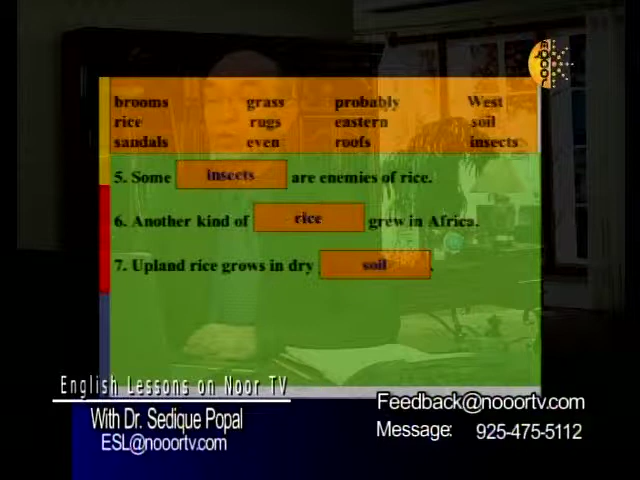 NOOR
brooms grass probably West
rice rugs eastern soil
sandals even roofs insects
5. Some insects are enemies of rice.
6. Another kind of rice grew in Africa.
7. Upland rice grows in dry soil.
English Lessons on Noor TV
With Dr. Sedique Popal
ESL@nooortv.com
Feedback@nooortv.com
Message: 925-475-5112